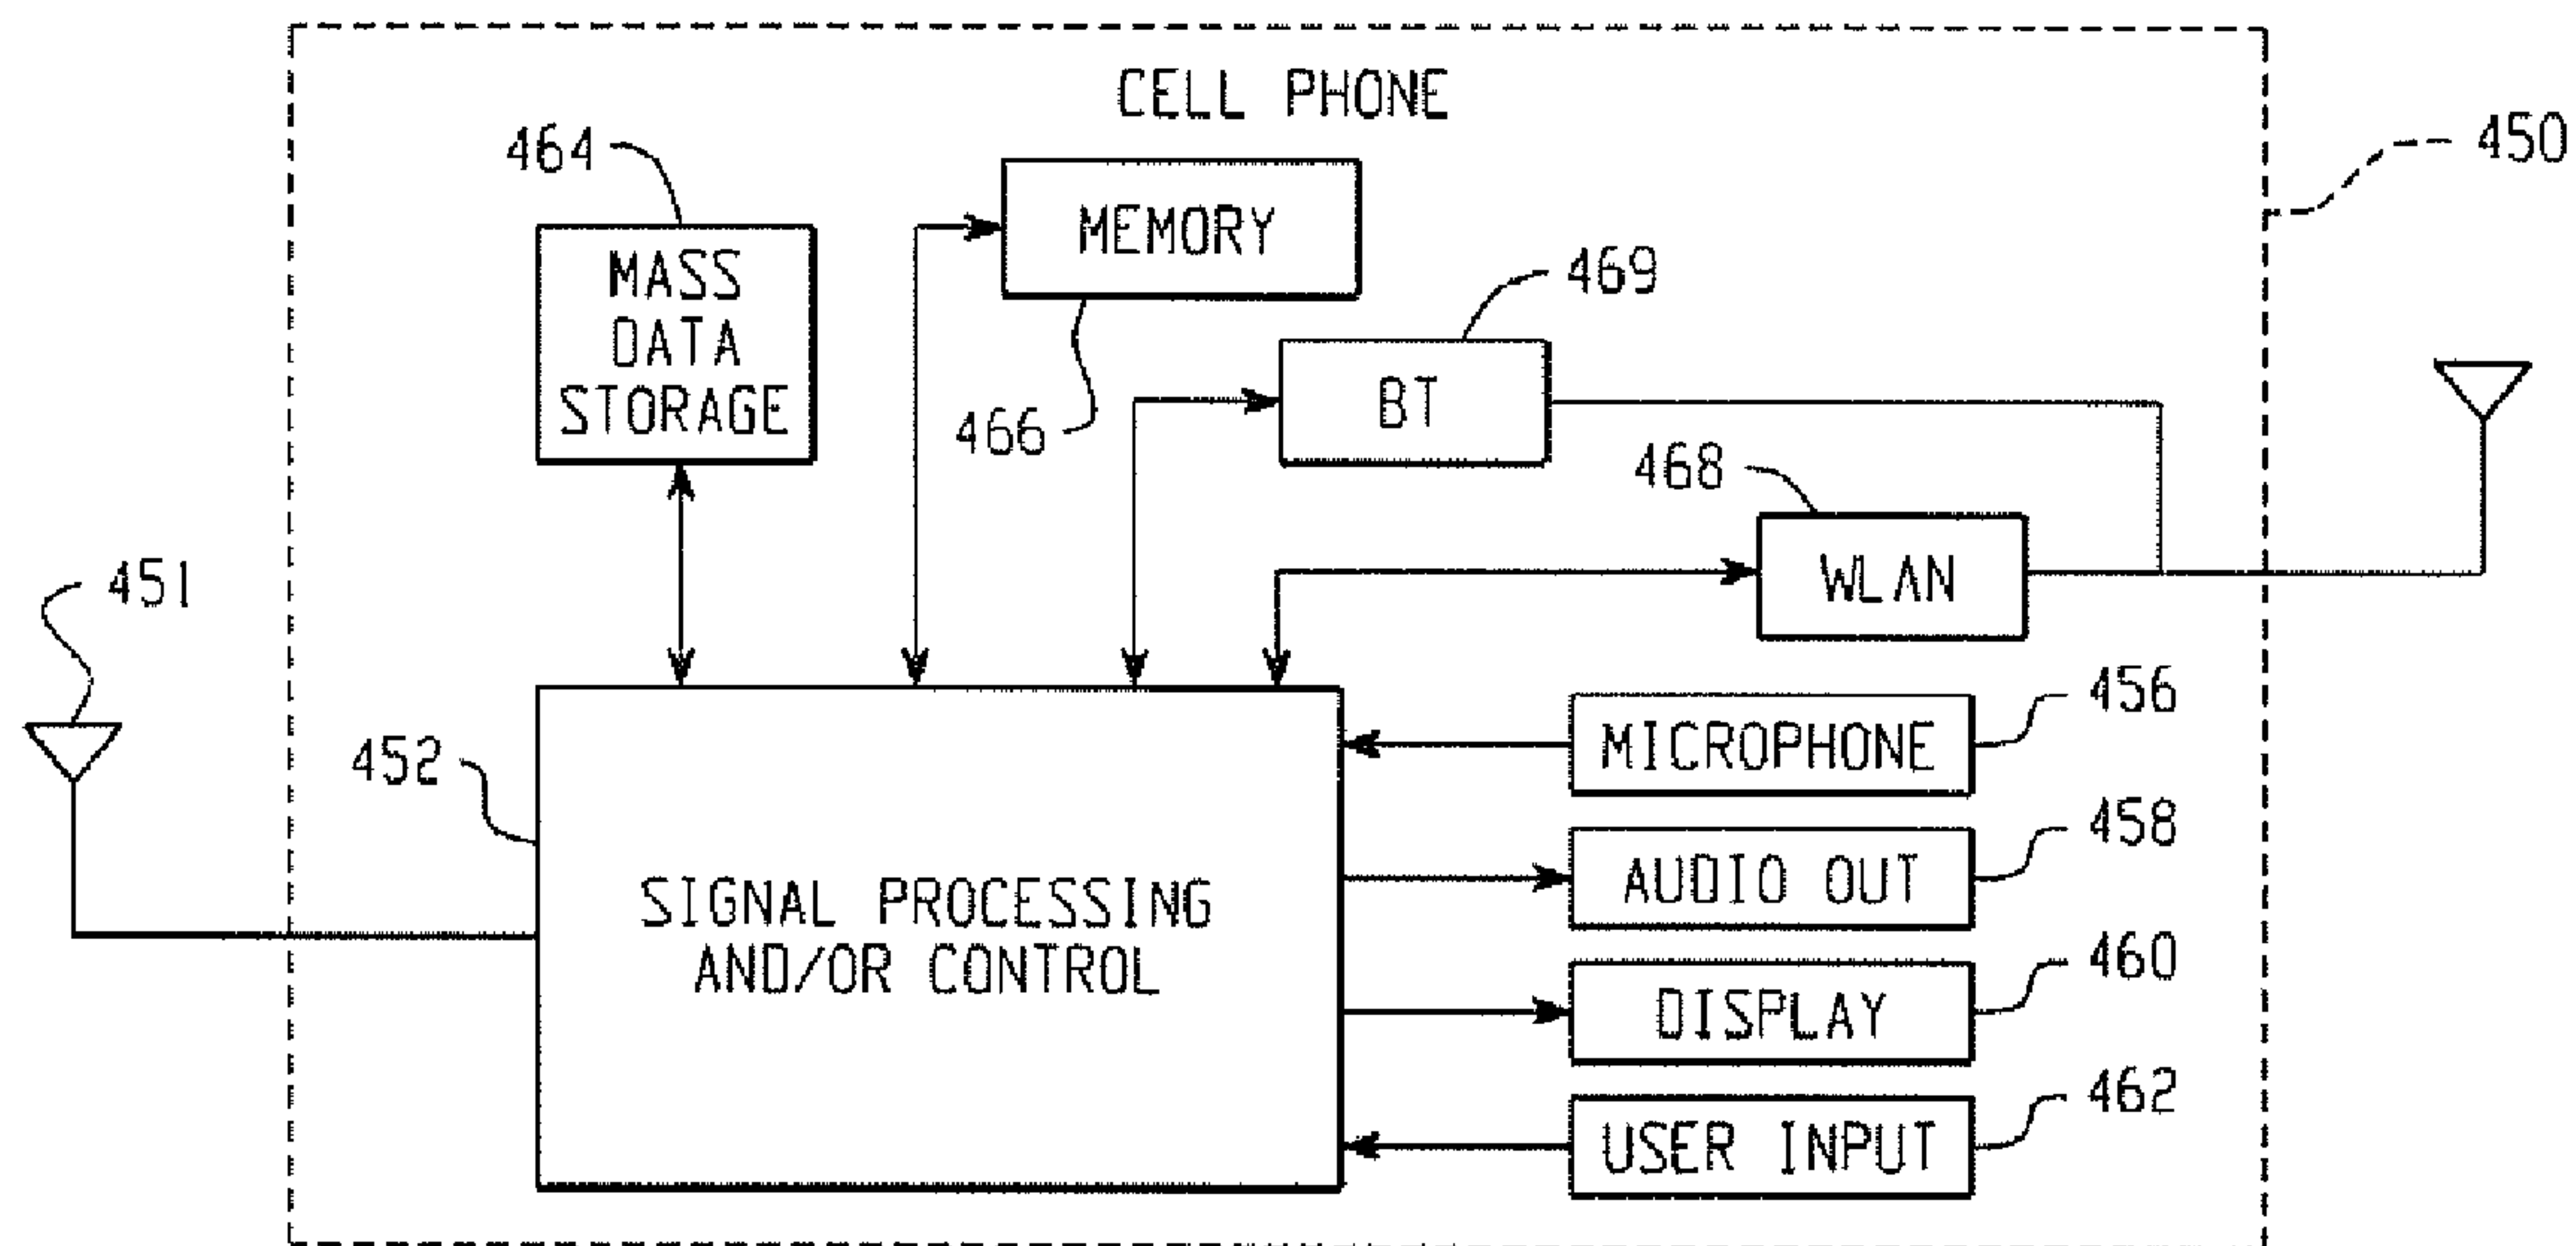 CELL PHONE
450
464
MEMORY
469
MASS
DATA
STORAGE
466
BT
468
451
WLAN
452
MICROPHONE
456
AUDIO OUT
458
SIGNAL PROCESSING
AND/OR CONTROL
DISPLAY
460
USER INPUT
462